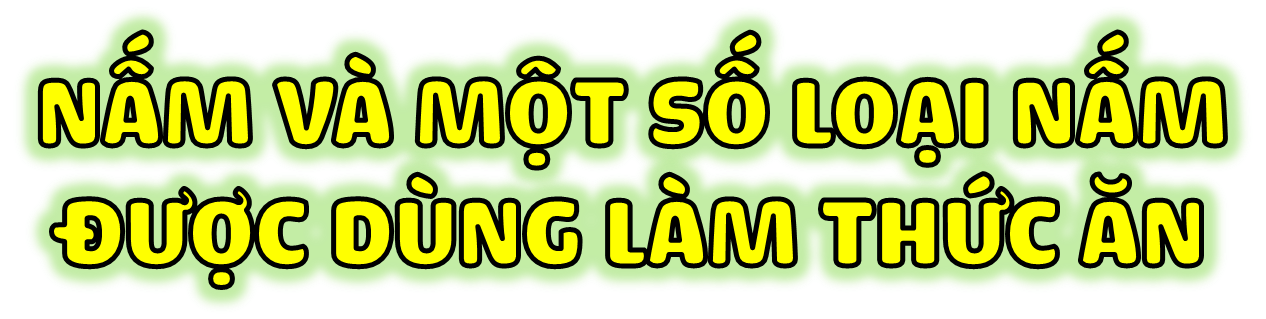 NẤM VÀ MỘT SỐ LOẠI NẤM
ĐƯỢC DÙNG LÀM THỨC ĂN